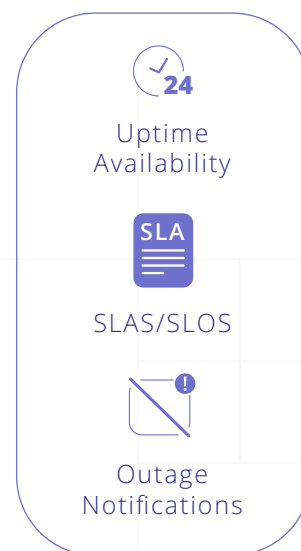 24
Uptime
Availability
SLA
SLAS/SLOS
!
Outage
Notifications